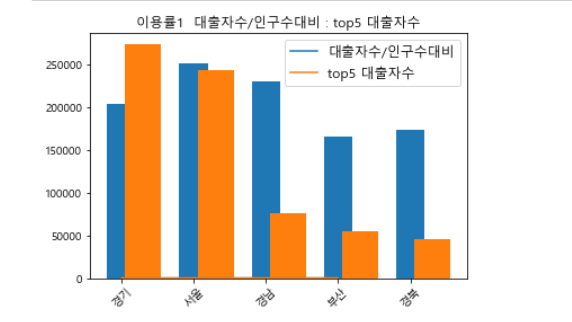 이용률1 대출자수/인구수대비 : top5 대출자수
대출자수/인구수대비
top5 대출자수
250000
200000
150000
100000
50000
0
경기 서울 경남 부산 경북